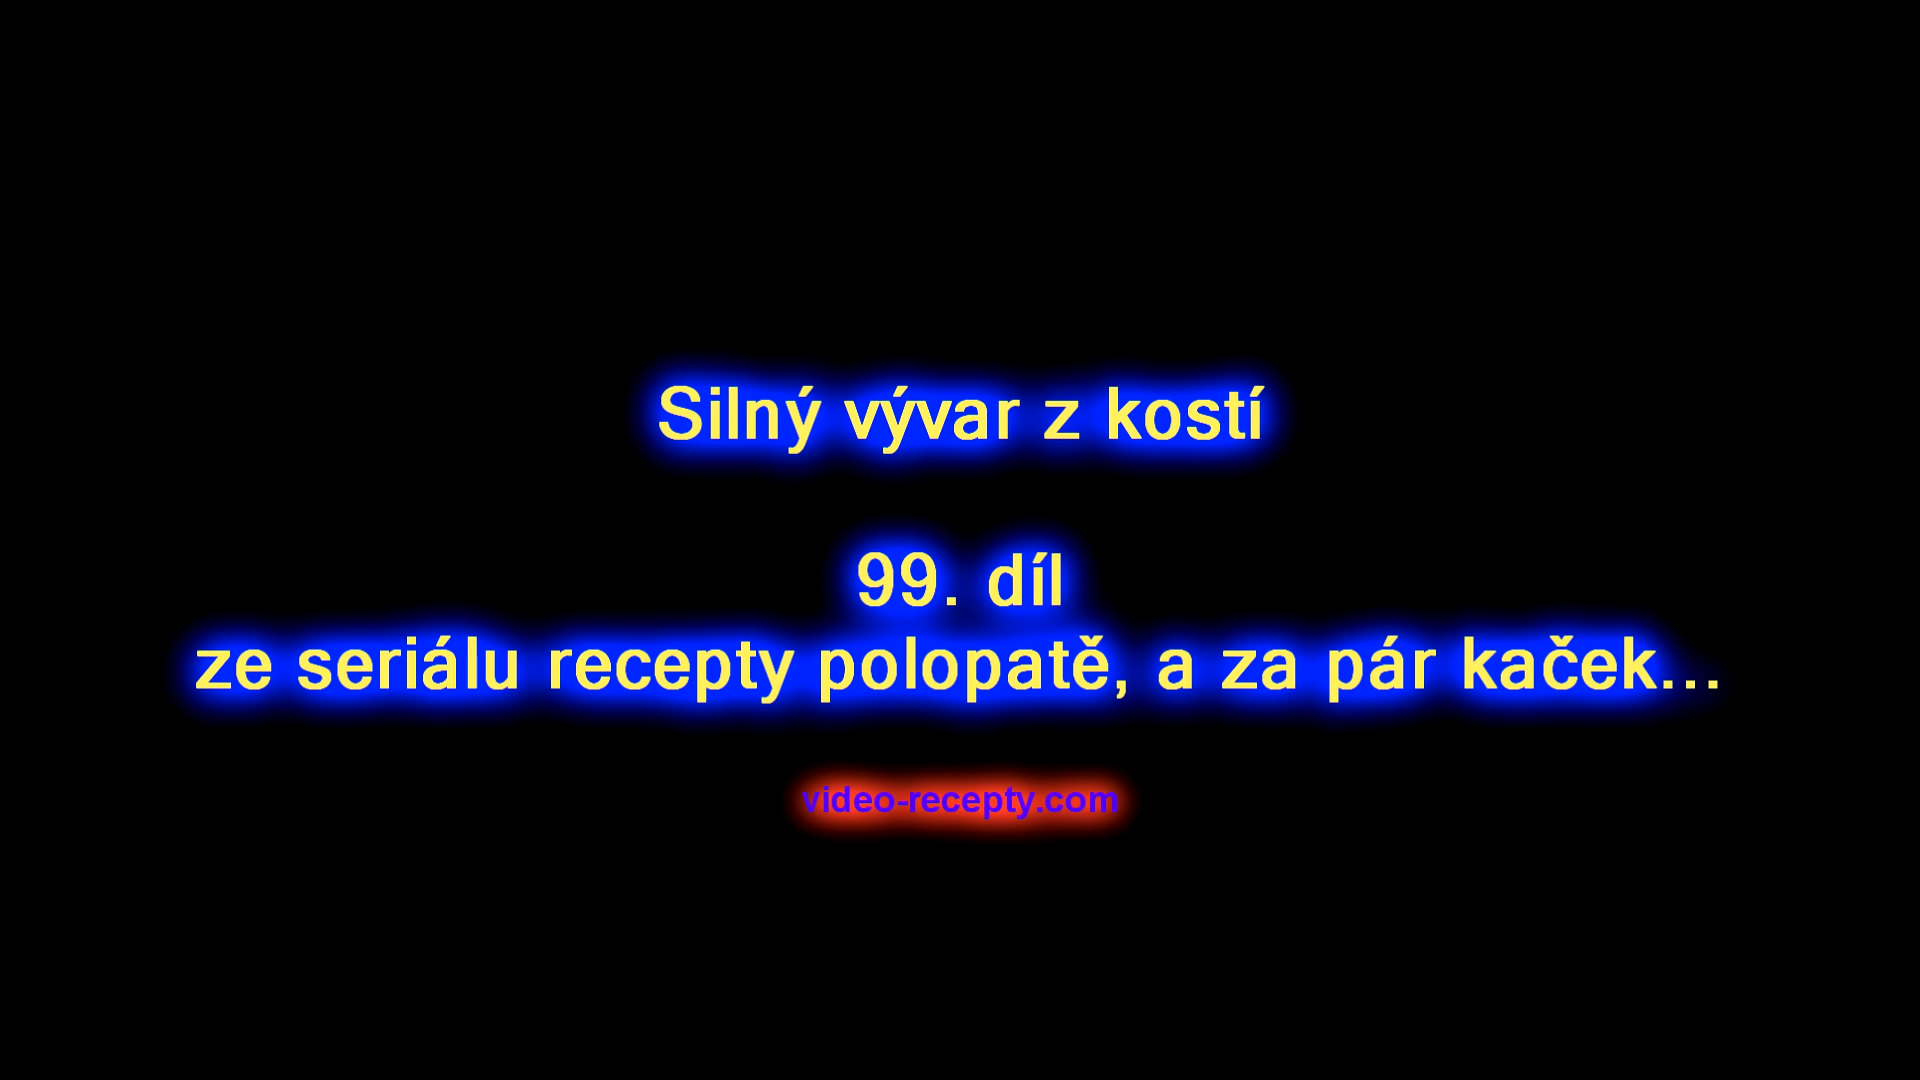 Silný vývar z kostí
99. díl
ze seriálu recepty polopatě, a za pár kaček...
video-recepty.com